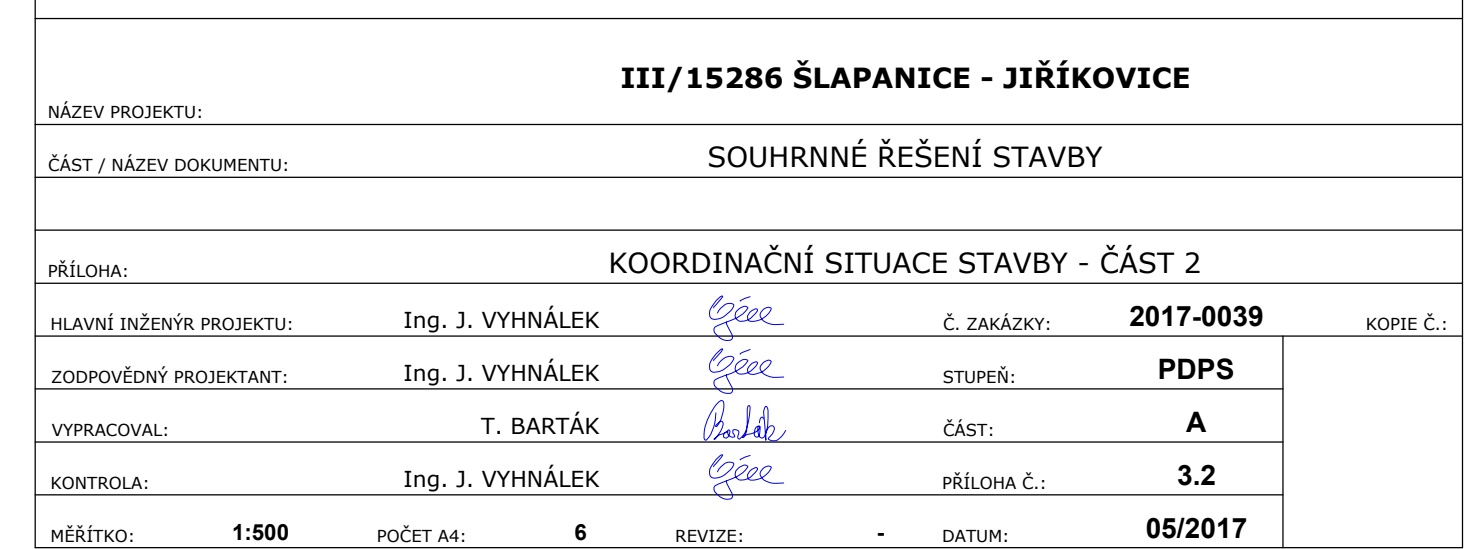 III/15286 ŠLAPANICE - JIŘÍKOVICE
NÁZEV PROJEKTU:
ČÁST / NÁZEV DOKUMENTU: SOUHRNNÉ ŘEŠENÍ STAVBY
PŘÍLOHA: KOORDINAČNÍ SITUACE STAVBY - ČÁST 2
HLAVNÍ INŽENÝR PROJEKTU: Ing. J. VYHNÁLEK Č. ZAKÁZKY: 2017-0039 KOPIE Č.:
ZODPOVĚDNÝ PROJEKTANT: Ing. J. VYHNÁLEK STUPEŇ: PDPS
VYPRACOVAL: T. BARTÁK Barták ČÁST: A
KONTROLA: Ing. J. VYHNÁLEK PŘÍLOHA Č.: 3.2
MĚŘÍTKO: 1:500 POČET A4: 6 REVIZE: - DATUM: 05/2017